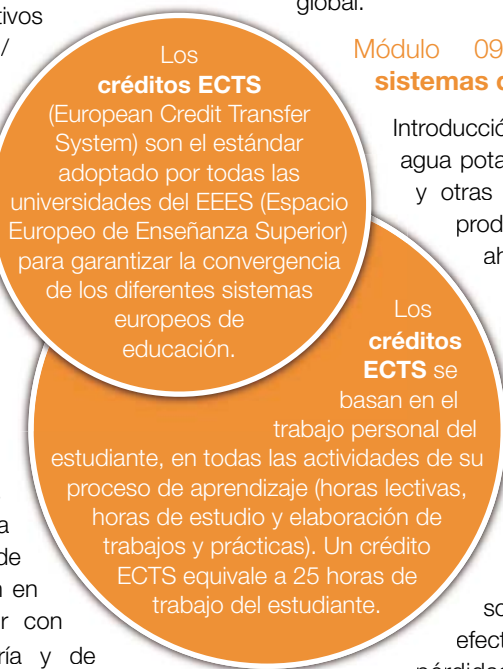 tivos
/
global.
Módulo 09
sistemas
Introducció
agua pota
y otras
prod
Los
créditos ECTS
(European Credit Transfer
System) son el estándar
adoptado por todas las
universidades del EEES (Espacio
Europeo de Enseñanza Superior)
para garantizar la convergencia
de los diferentes sistemas
europeos de
educación.
Los
créditos
ECTS se
basan en el
trabajo personal del
estudiante, en todas las actividades de su
proceso de aprendizaje (horas lectivas,
horas de estudio y elaboración de
trabajos y prácticas). Un crédito
ECTS equivale a 25 horas de
trabajo del estudiante.
a
de
en
r con
ría y de
so
efect